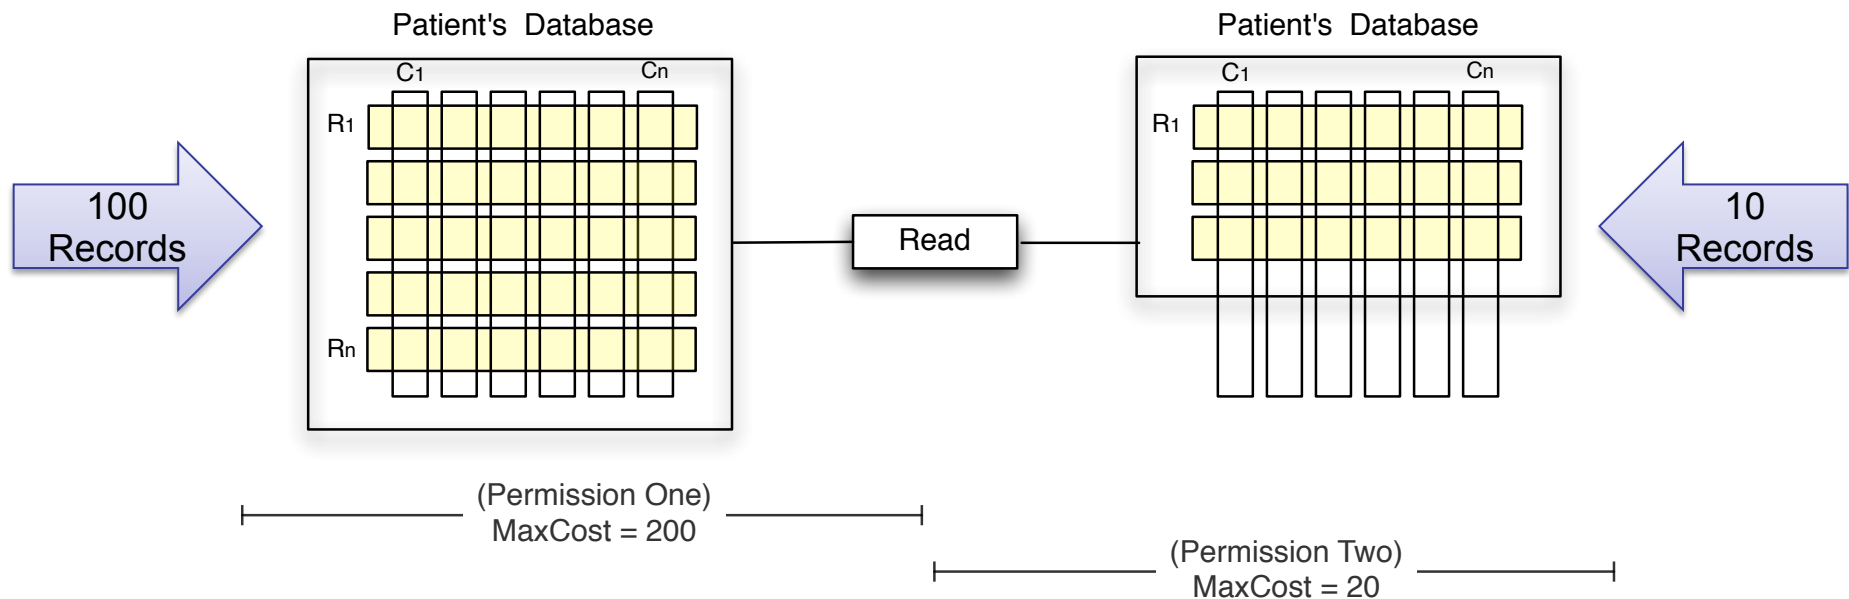 Patient's Database
C1
Cn
R1
Rn
100
Records
Read
Patient's Database
C1
Cn
R1
10
Records
(Permission One)
MaxCost = 200
(Permission Two)
MaxCost = 20